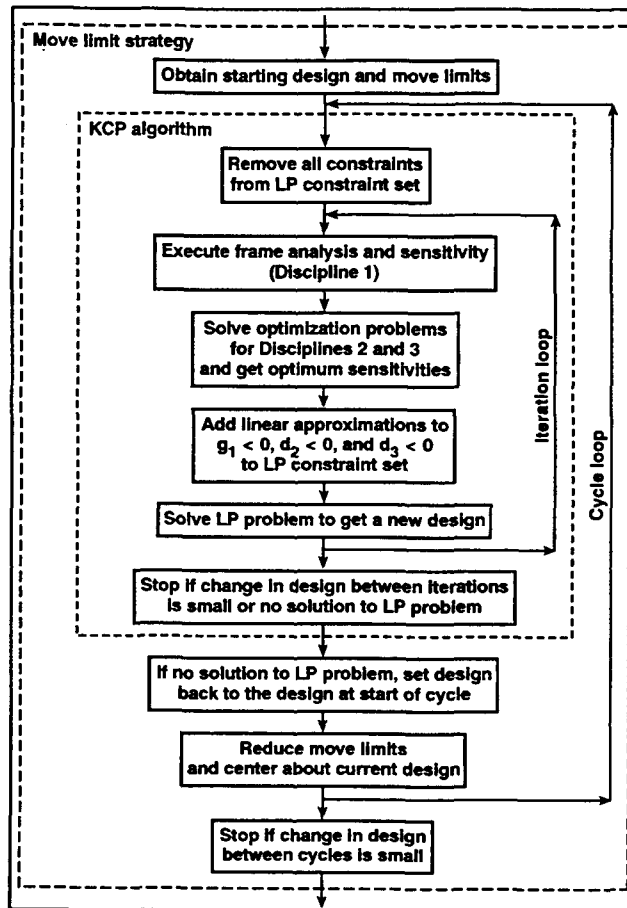 Move limit strategy
Obtain starting design and move limits
KCP algorithm
Remove all constraints
from LP constraint set
Execute frame analysis and sensitivity
(Discipline 1)
Solve optimization problems
for Disciplines 2 and 3
and get optimum sensitivities
Add linear approximations to
g₁ < 0, d₂ < 0, and d₃ < 0
to LP constraint set
Solve LP problem to get a new design
Iteration loop
Cycle loop
Stop if change in design between iterations
is small or no solution to LP problem
If no solution to LP problem, set design
back to the design at start of cycle
Reduce move limits
and center about current design
Stop if change in design
between cycles is small